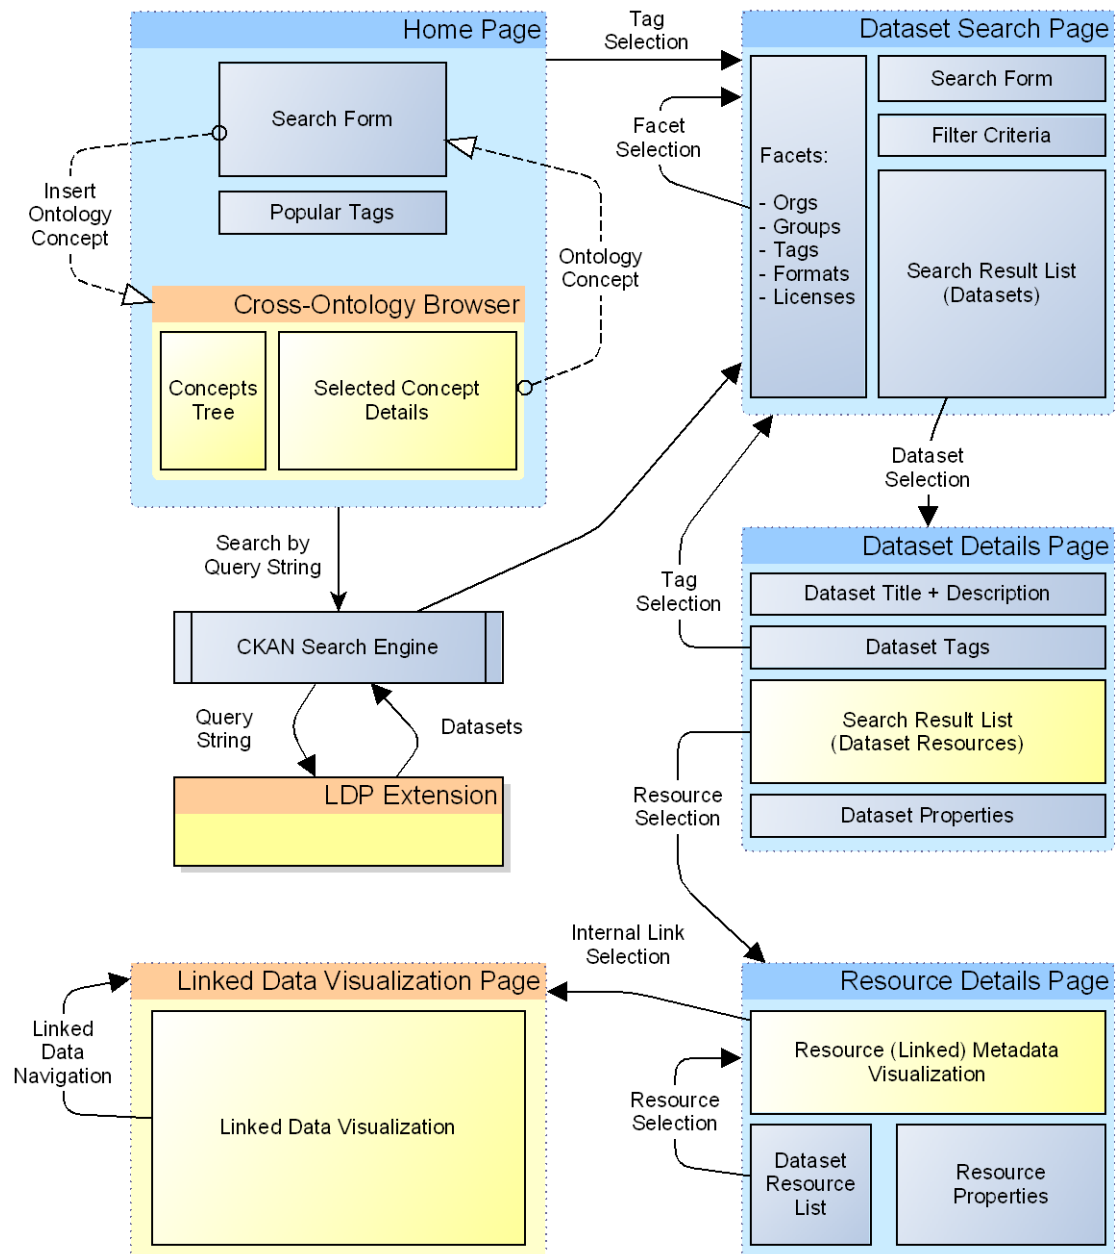 Home Page
Search Form
Popular Tags
Insert
Ontology
Concept
Ontology
Concept
Cross-Ontology Browser
Concepts
Tree
Selected Concept
Details
Tag
Selection
Dataset Search Page
Facet
Selection
Facets:
- Orgs
- Groups
- Tags
- Formats
- Licenses
Search Form
Filter Criteria
Search Result List
(Datasets)
Search by
Query String
CKAN Search Engine
Query
String
Datasets
LDP Extension
Dataset
Selection
Tag
Selection
Dataset Details Page
Dataset Title + Description
Dataset Tags
Search Result List
(Dataset Resources)
Dataset Properties
Resource
Selection
Internal Link
Selection
Linked Data Visualization Page
Linked
Data
Navigation
Linked Data Visualization
Resource Details Page
Resource (Linked) Metadata
Visualization
Resource
Selection
Dataset
Resource
List
Resource
Properties